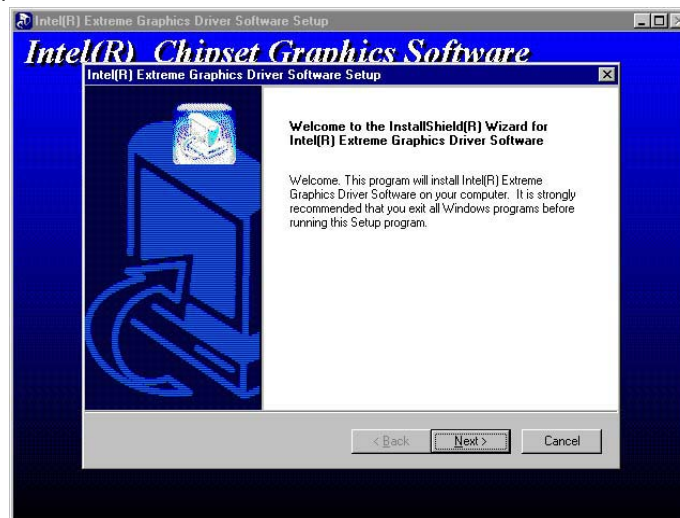 Intel(R) Extreme Graphics Driver Software Setup
Intel(R) Chipset Graphics Software
Intel(R) Extreme Graphics Driver Software Setup
Welcome to the InstallShield(R) Wizard for
Intel(R) Extreme Graphics Driver Software
Welcome. This program will install Intel(R) Extreme
Graphics Driver Software on your computer. It is strongly
recommended that you exit all Windows programs before
running this Setup program.
< Back Next > Cancel